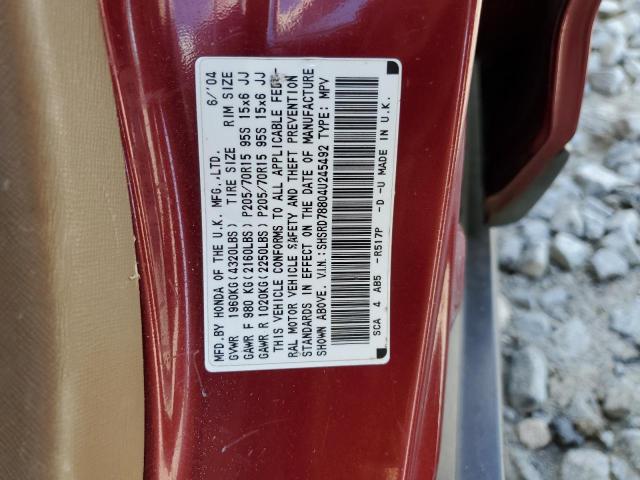 MFD.BY HONDA OF THE U.K. MFG.,LTD. 6/'04
GVWR 1960KG(4320LBS) TIRE SIZE RIM SIZE
GAWR F 980 KG(2160LBS) P205/70R15 95S 15x6 JJ
GAWR R 1020KG(2250LBS) P205/70R15 95S 15x6 JJ
THIS VEHICLE CONFORMS TO ALL APPLICABLE FEDE-
RAL MOTOR VEHICLE SAFETY AND THEFT PREVENTION
STANDARDS IN EFFECT ON THE DATE OF MANUFACTURE
SHOWN ABOVE. V.I.N.: SHSRD78804U245492 TYPE: MPV
SCA 4 AB5 -R517P -D -U MADE IN U.K.